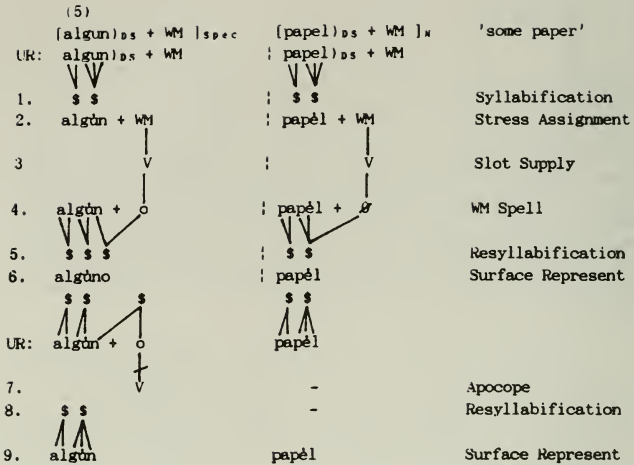 (5)
[algun)DS + WM ]Spec [papel)DS + WM ]N 'some paper'
UR: algun)DS + WM ¦ papel)DS + WM
1. $ $ ¦ $ $ Syllabification
2. algún + WM papél + WM Stress Assignment
3 V ¦ V Slot Supply
4. algún + o ¦ papél + Ø WM Spell
5. $ $ $ ¦ $ $ Resyllabification
6. algúno ¦ papél Surface Represent
$ $ $ $ $
UR: algún + o papél
7. V - Apocope
8. $ $ - Resyllabification
9. algún papél Surface Represent